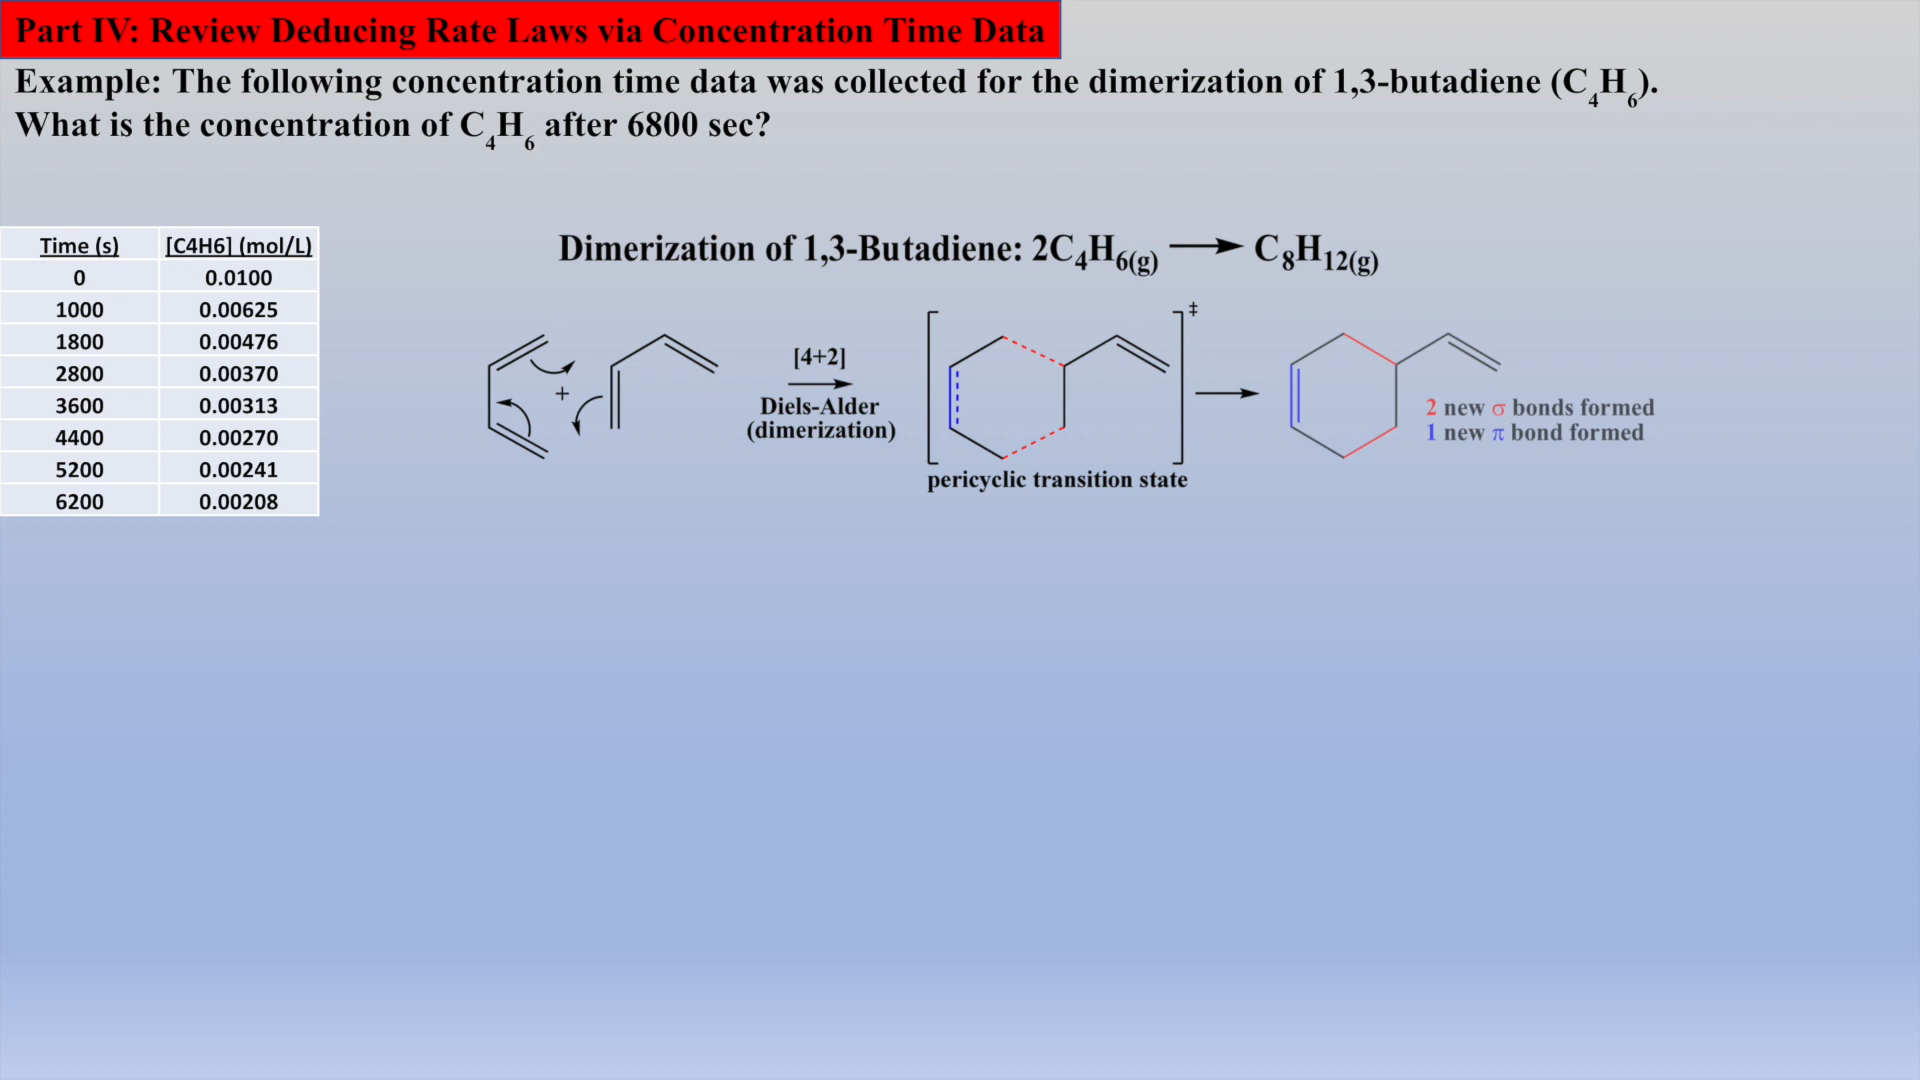 Part IV: Review Deducing Rate Laws via Concentration Time Data
Example: The following concentration time data was collected for the dimerization of 1,3-butadiene (C₄H₆).
What is the concentration of C₄H₆ after 6800 sec?
Time (s) [C4H6] (mol/L)
0 0.0100
1000 0.00625
1800 0.00476
2800 0.00370
3600 0.00313
4400 0.00270
5200 0.00241
6200 0.00208
Dimerization of 1,3-Butadiene: 2C₄H₆(g) ⟶ C₈H₁₂(g)
+
[4+2]
Diels-Alder
(dimerization)
‡
pericyclic transition state
2 new σ bonds formed
1 new π bond formed